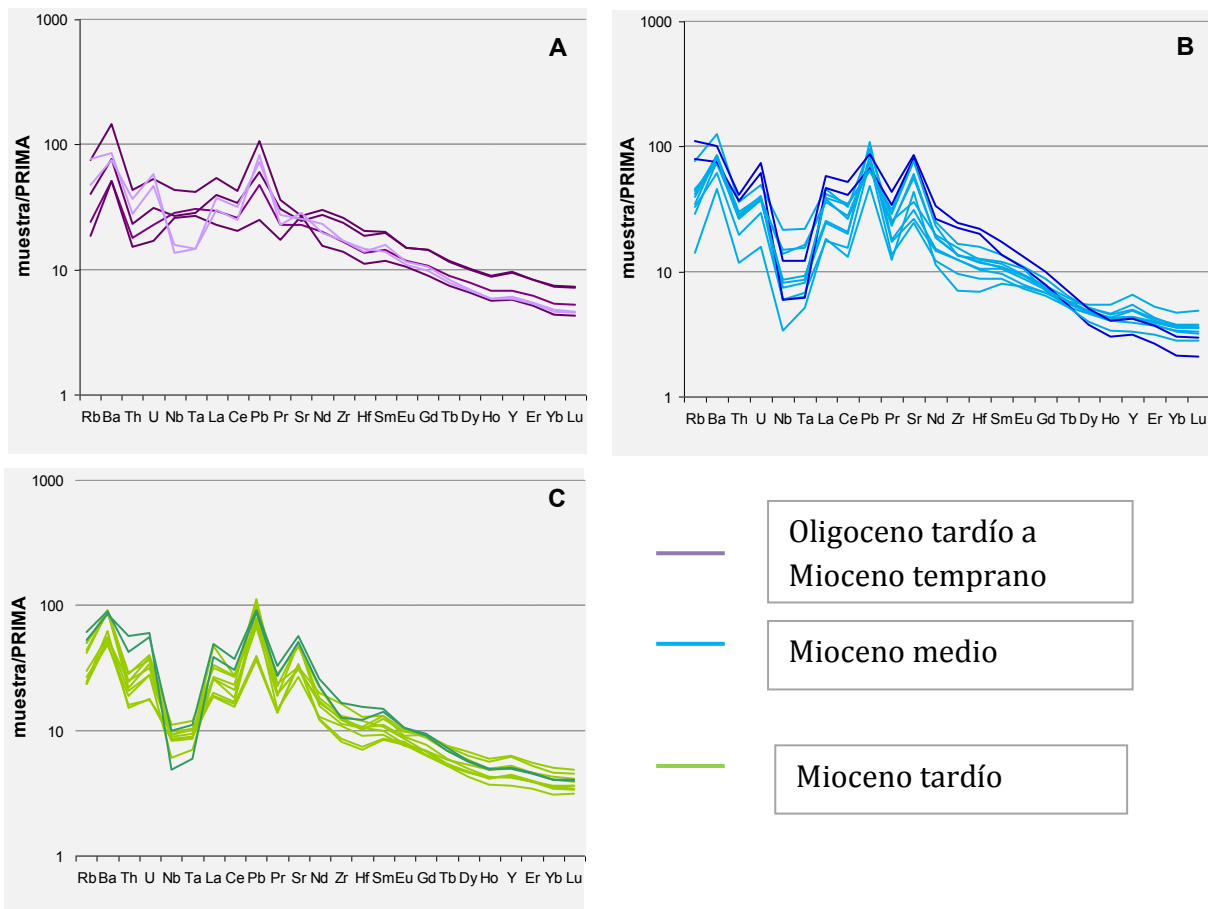 A
muestra/PRIMA
1000
100
10
1
Rb Ba Th U Nb Ta La Ce Pb Pr Sr Nd Zr Hf Sm Eu Gd Tb Dy Ho Y Er Yb Lu
B
muestra/PRIMA
1000
100
10
1
Rb Ba Th U Nb Ta La Ce Pb Pr Sr Nd Zr Hf Sm Eu Gd Tb Dy Ho Y Er Yb Lu
C
muestra/PRIMA
1000
100
10
1
Rb Ba Th U Nb Ta La Ce Pb Pr Sr Nd Zr Hf Sm Eu Gd Tb Dy Ho Y Er Yb Lu
Oligoceno tardío a
Mioceno temprano
Mioceno medio
Mioceno tardío